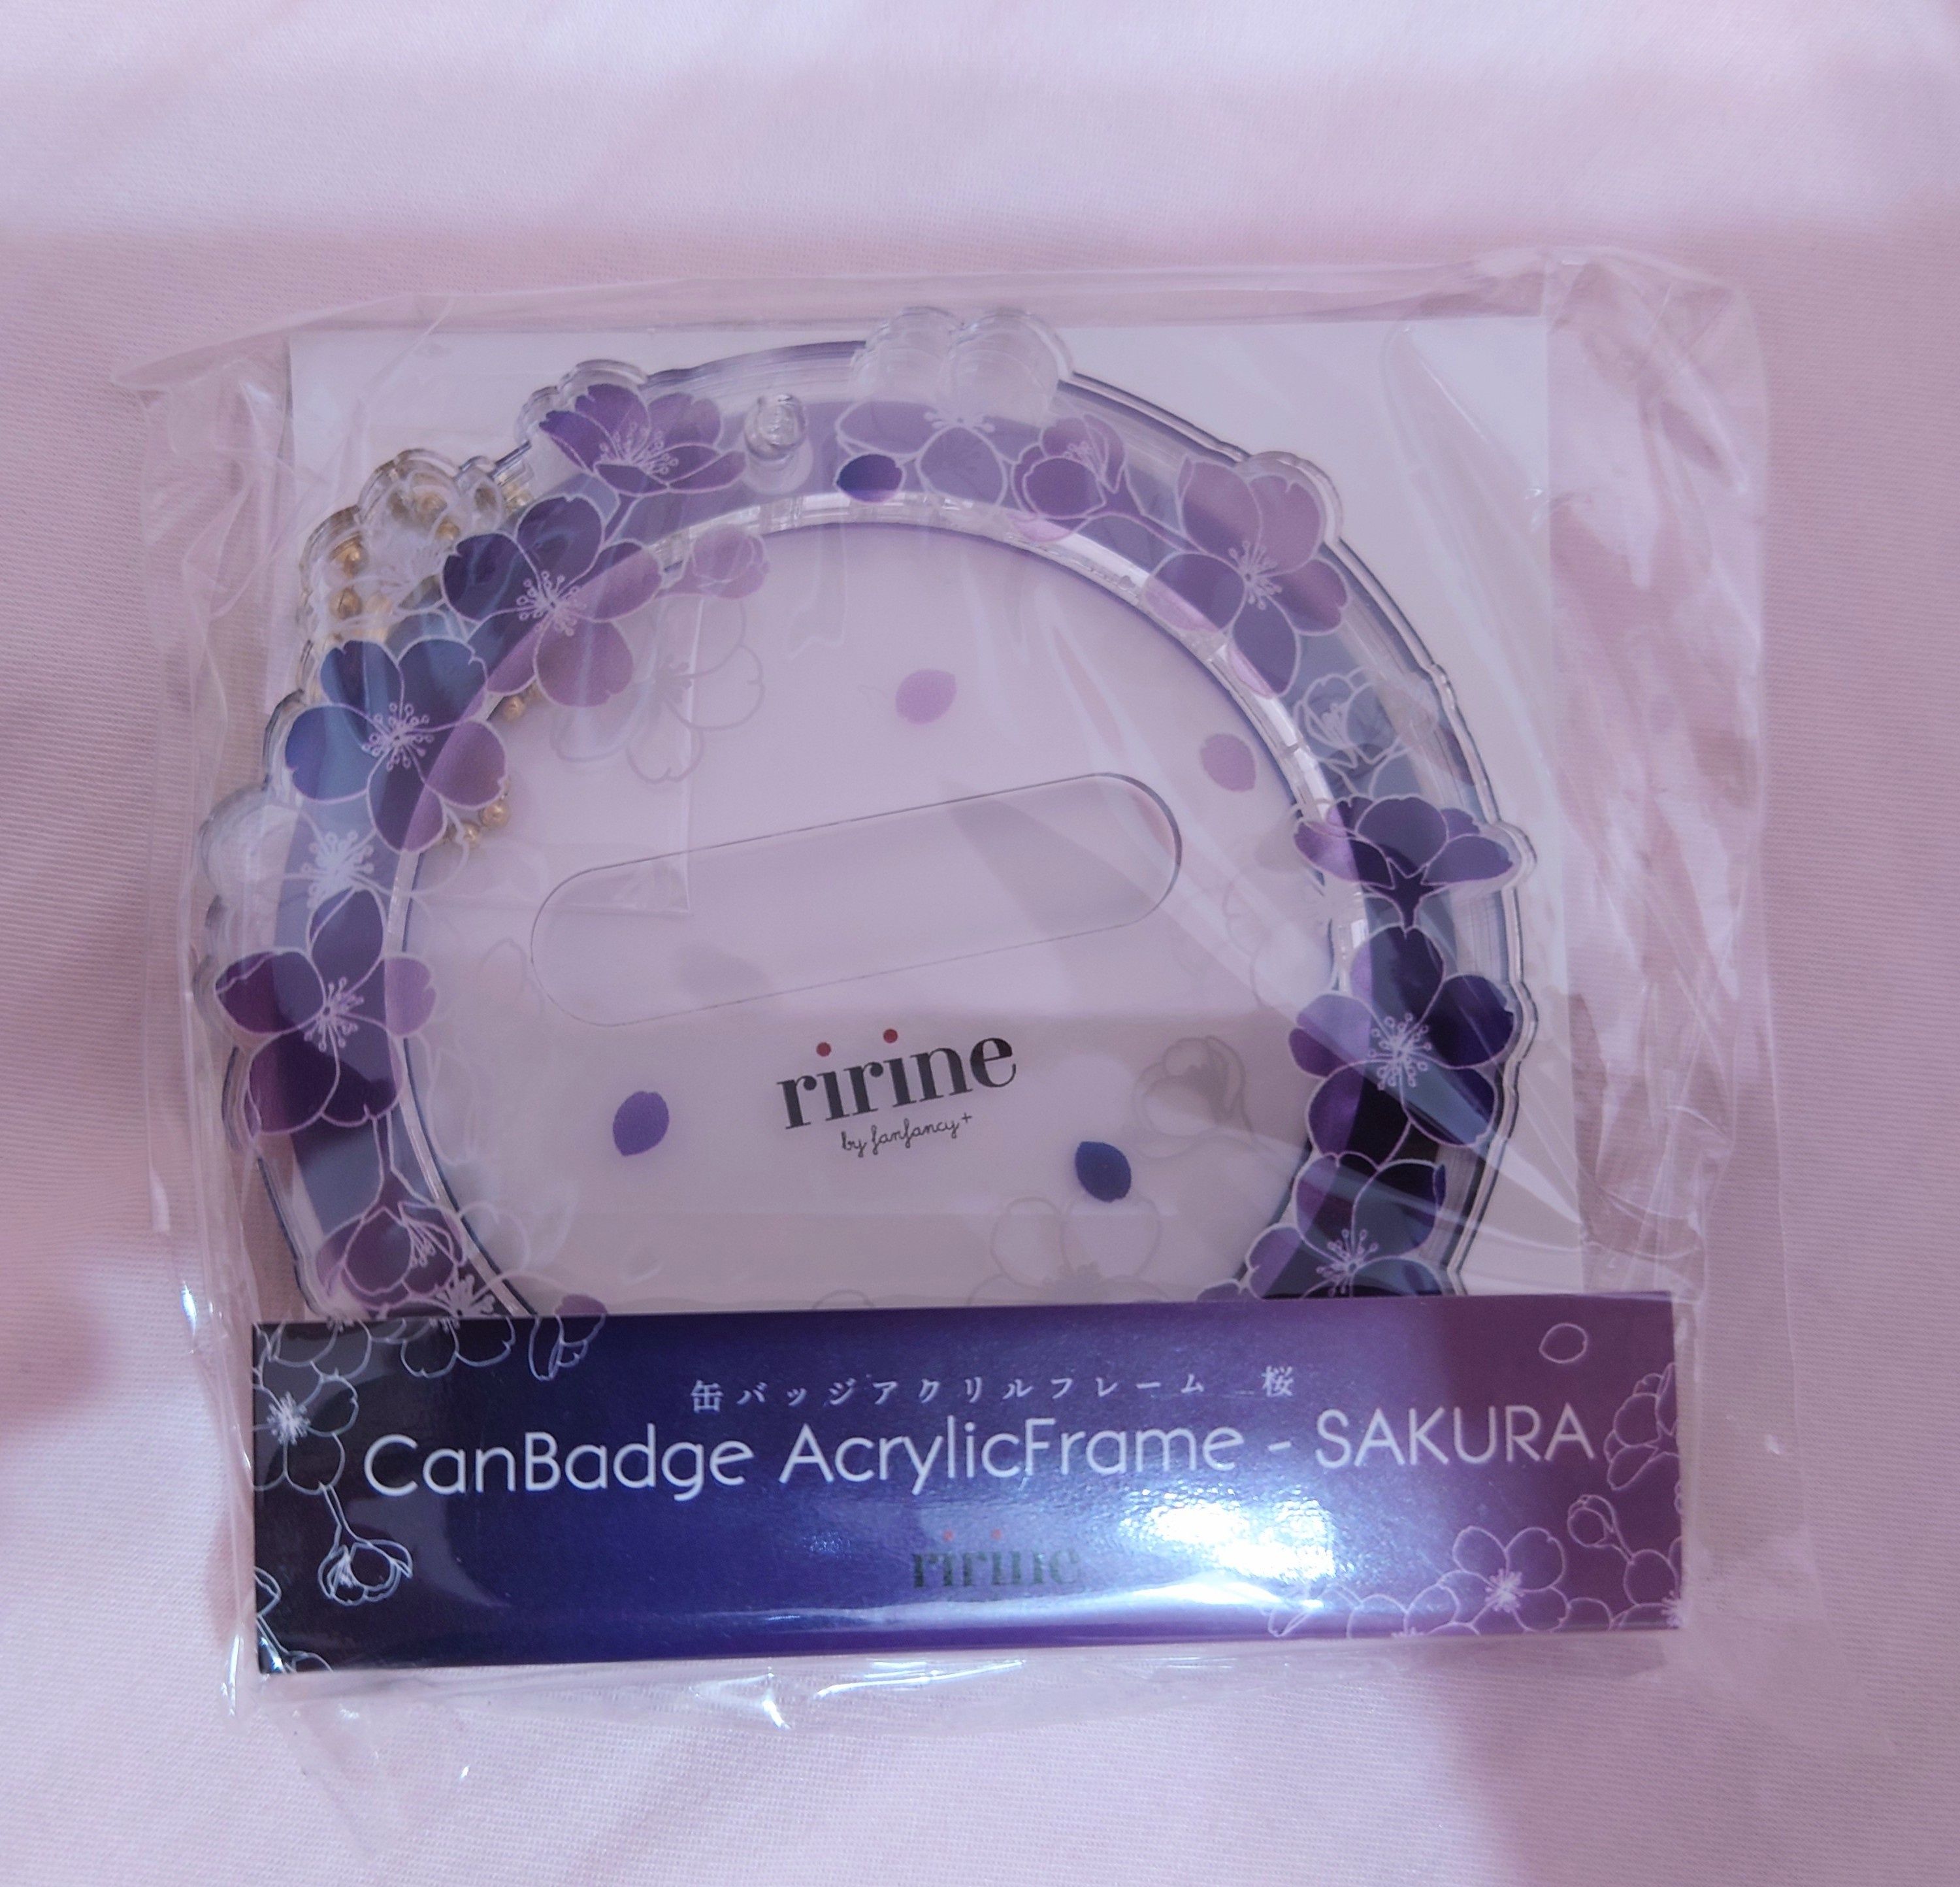 ririne
by fanfancy+
缶バッジアクリルフレーム 桜
CanBadge AcrylicFrame - SAKURA
ririne